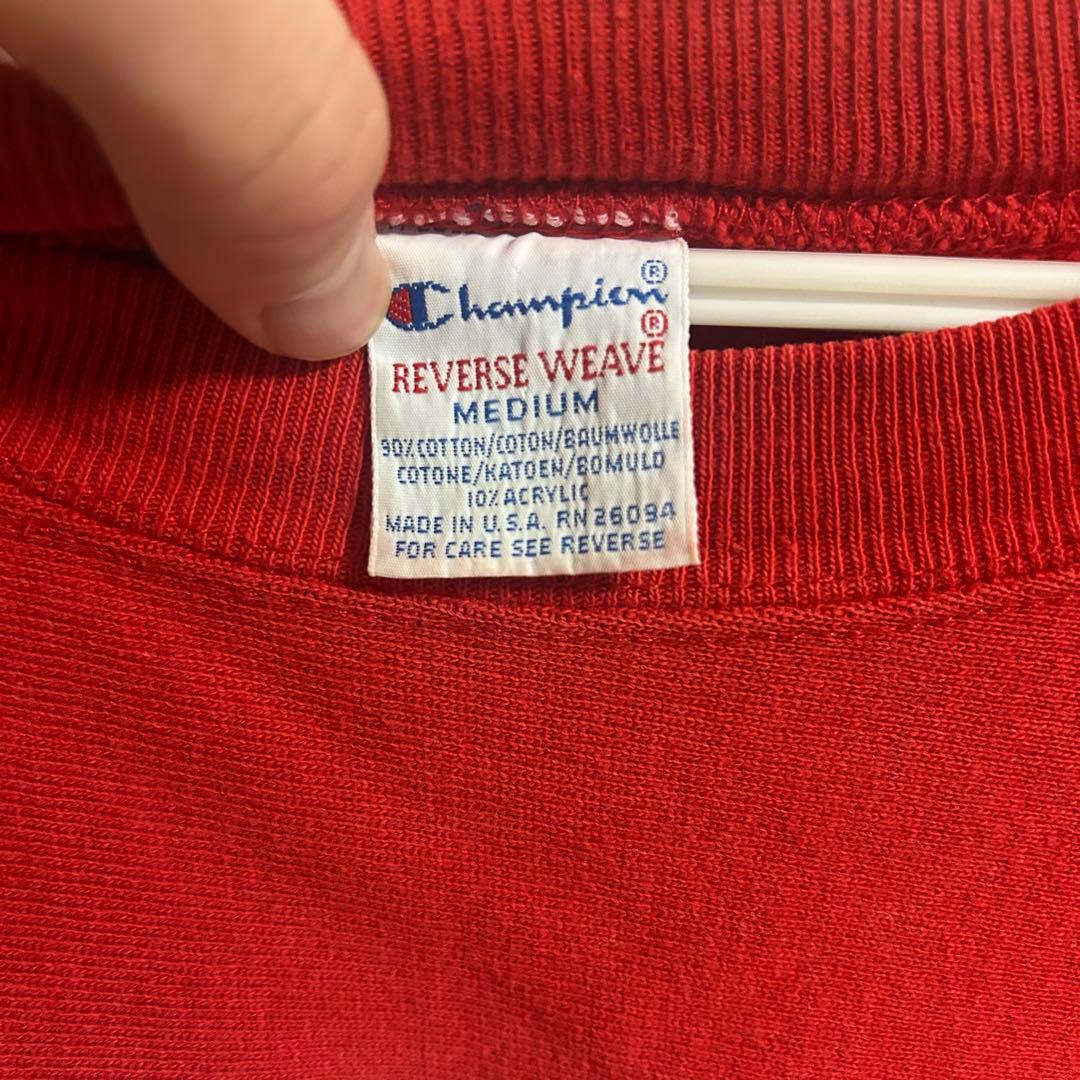 Champion®
REVERSE WEAVE®
MEDIUM
90% COTTON/COTON/BAUMWOLLE
COTONE/KATOEN/BOMULD
10% ACRYLIC
MADE IN U.S.A. RN 26094
FOR CARE SEE REVERSE